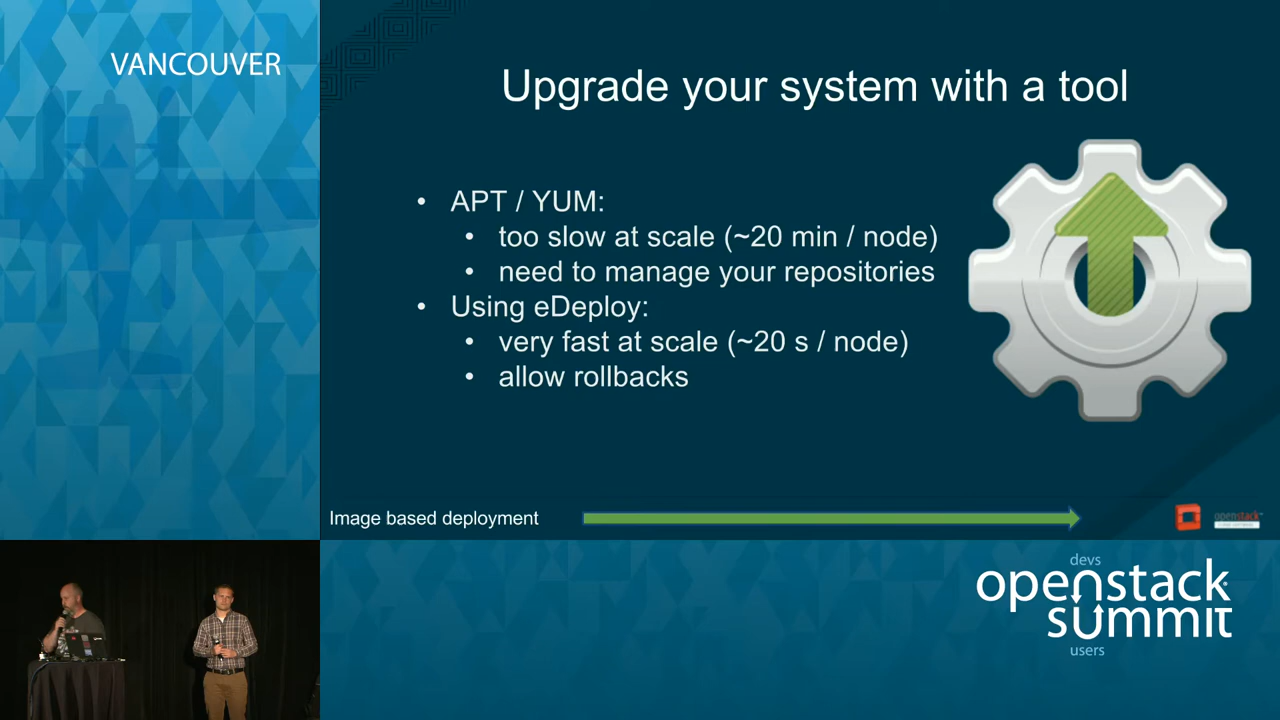 VANCOUVER
Upgrade your system with a tool
• APT / YUM:
• too slow at scale (~20 min / node)
• need to manage your repositories
• Using eDeploy:
• very fast at scale (~20 s / node)
• allow rollbacks
Image based deployment
openstack
devs
openstack
summit
users